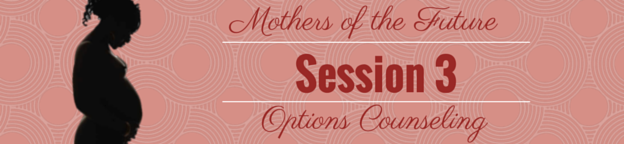 Mothers of the Future
Session 3
Options Counseling